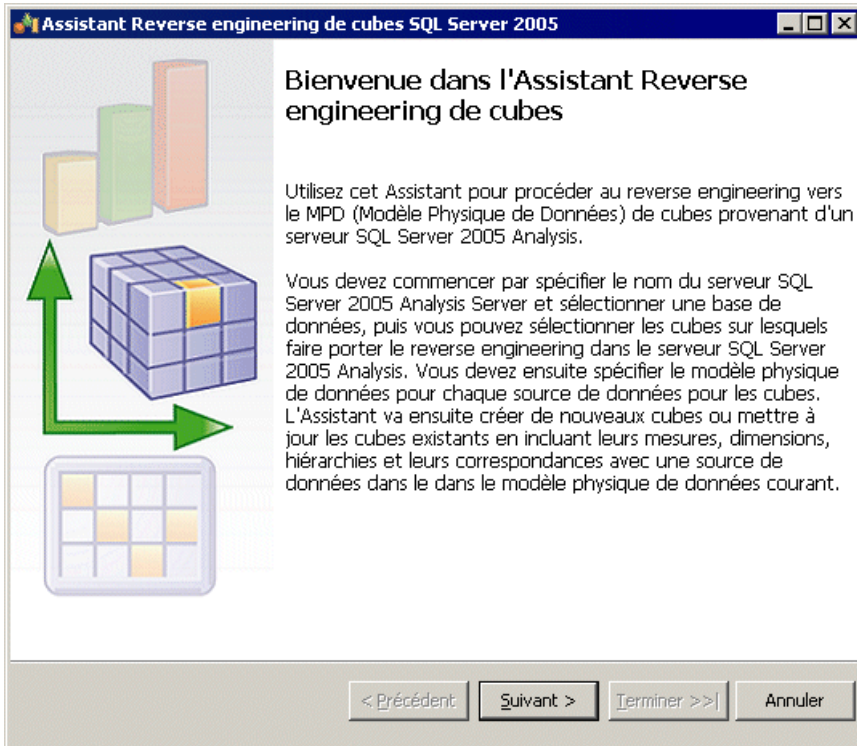 Assistant Reverse engineering de cubes SQL Server 2005
Bienvenue dans l'Assistant Reverse
engineering de cubes
Utilisez cet Assistant pour procéder au reverse engineering vers
le MPD (Modèle Physique de Données) de cubes provenant d'un
serveur SQL Server 2005 Analysis.
Vous devez commencer par spécifier le nom du serveur SQL
Server 2005 Analysis Server et sélectionner une base de
données, puis vous pouvez sélectionner les cubes sur lesquels
faire porter le reverse engineering dans le serveur SQL Server
2005 Analysis. Vous devez ensuite spécifier le modèle physique
de données pour chaque source de données pour les cubes.
L'Assistant va ensuite créer de nouveaux cubes ou mettre à
jour les cubes existants en incluant leurs mesures, dimensions,
hiérarchies et leurs correspondances avec une source de
données dans le dans le modèle physique de données courant.
< Précédent
Suivant >
Terminer >>|
Annuler